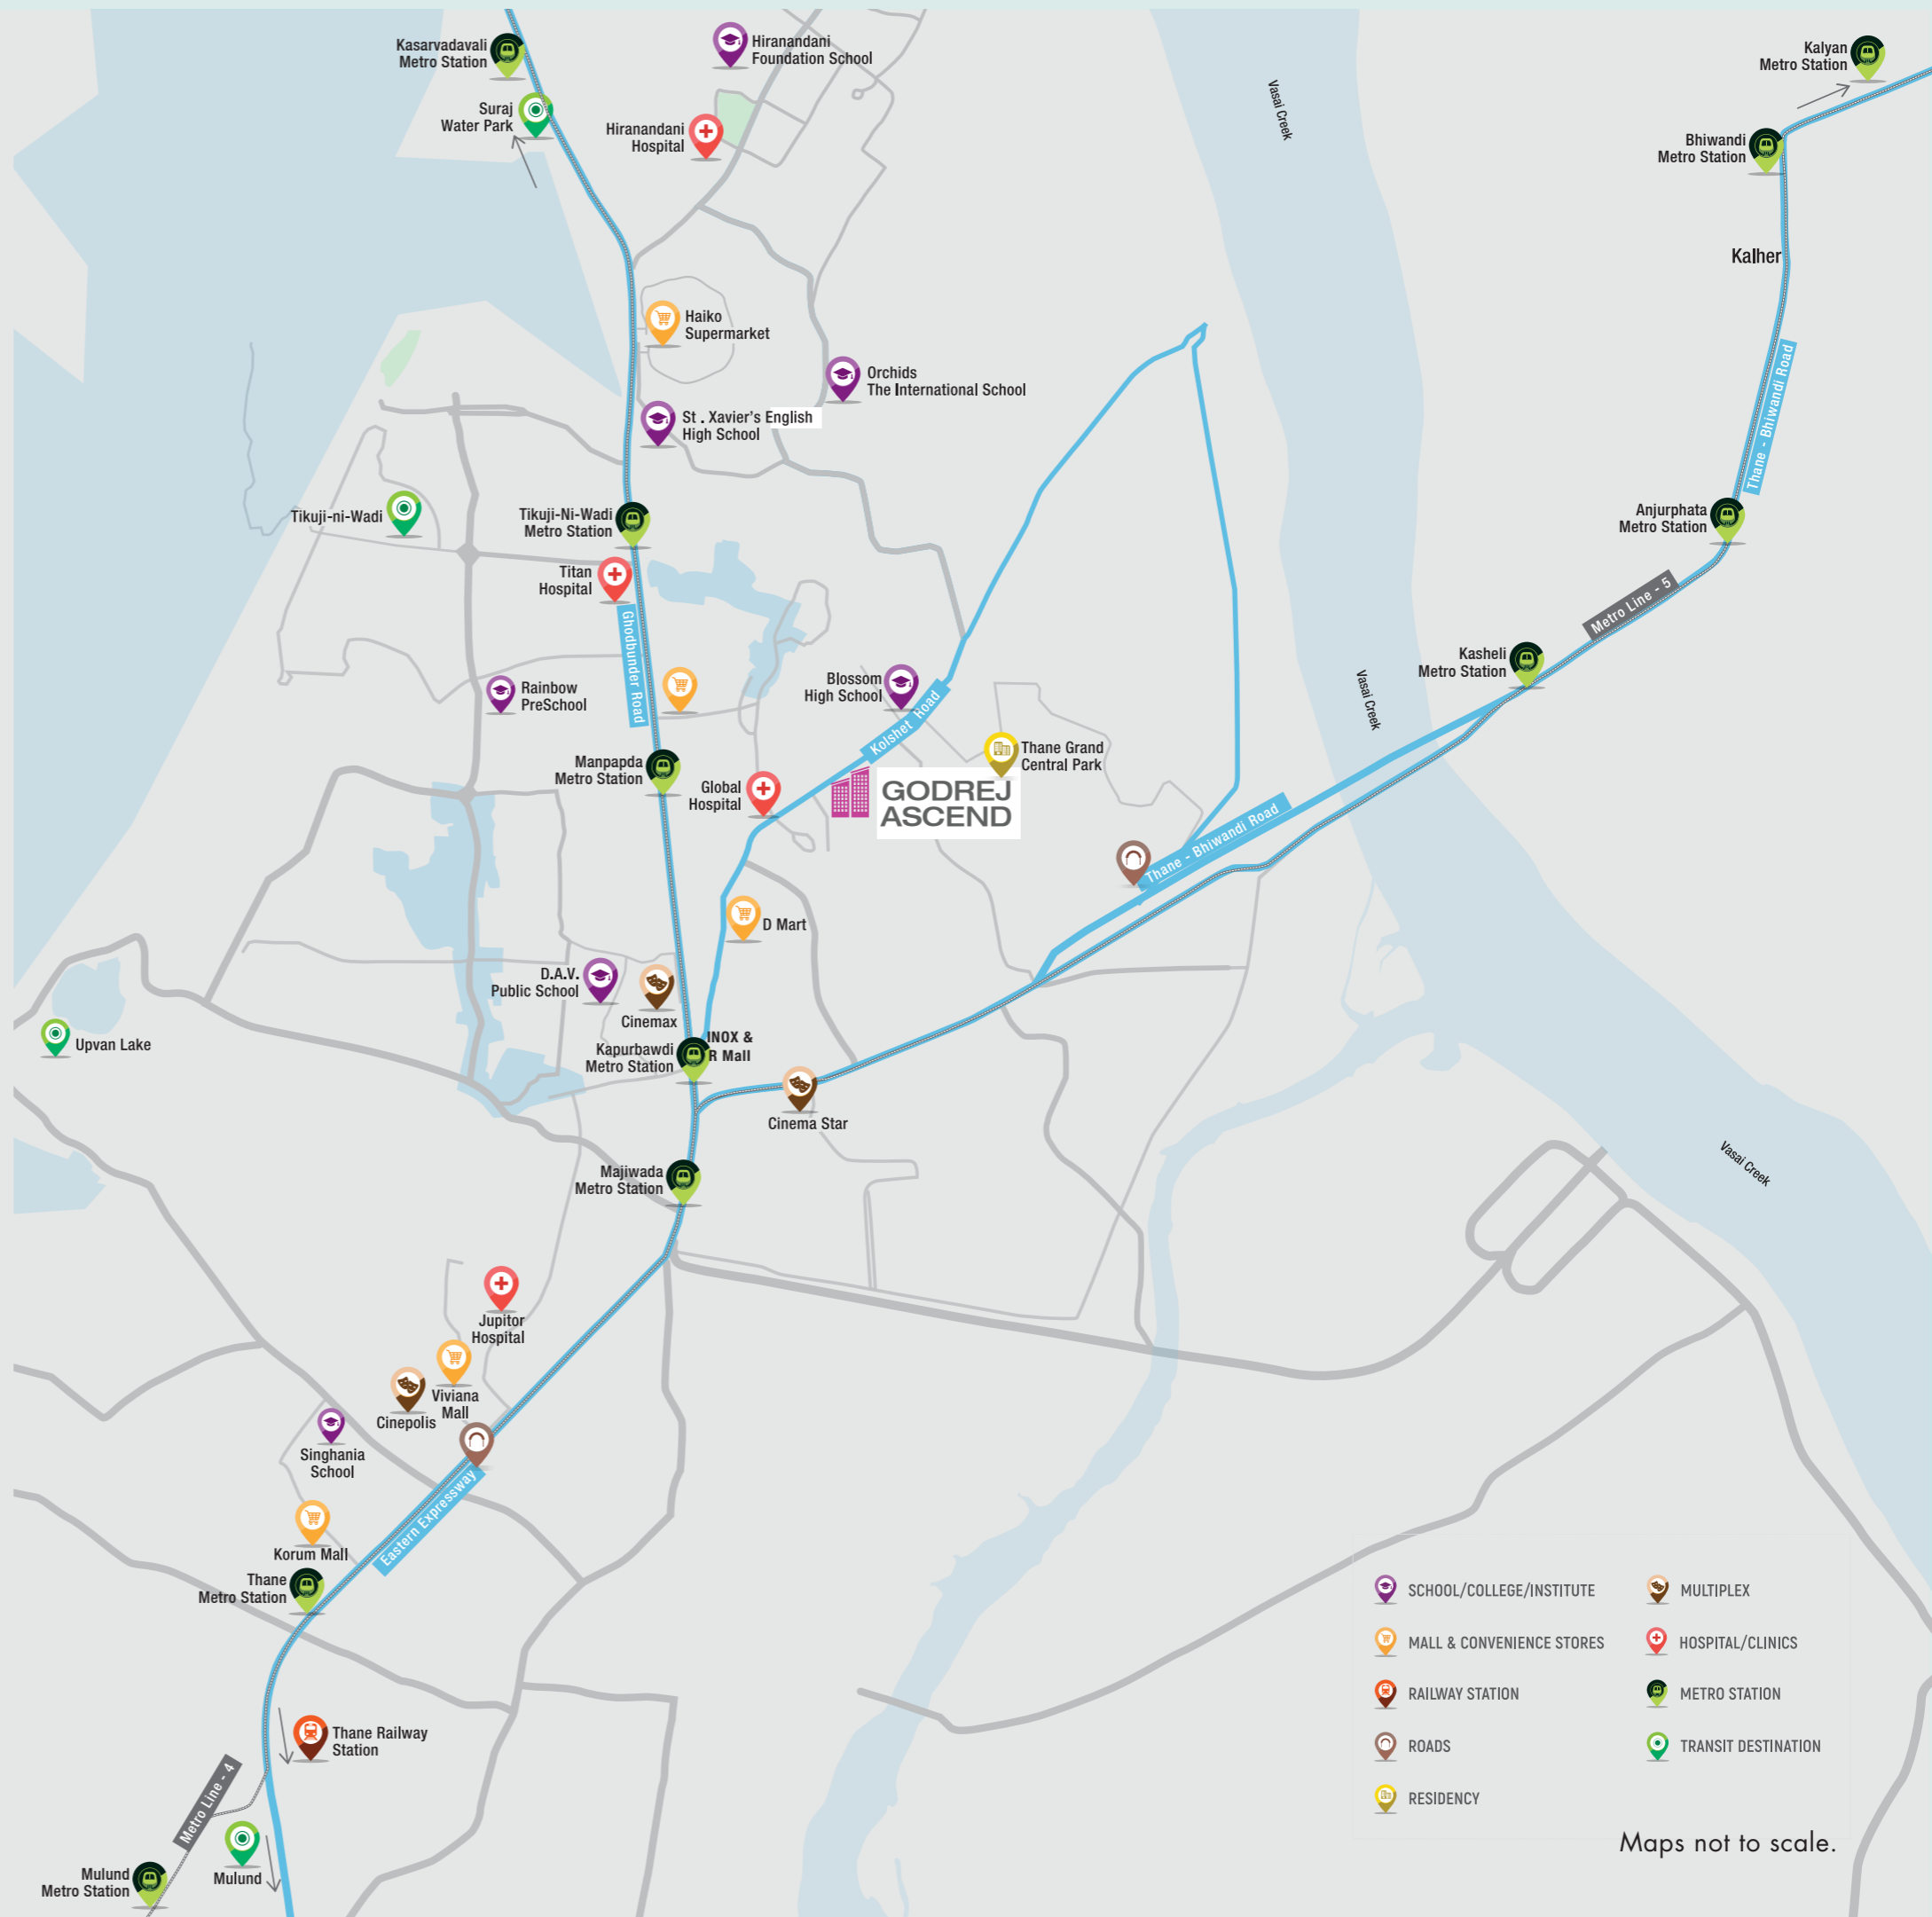 Kasarvadavali
Metro Station
Hiranandani
Foundation School
Kalyan
Metro Station
Suraj
Water Park
Hiranandani
Hospital
Vasai Creek
Bhiwandi
Metro Station
Kalher
Haiko
Supermarket
Orchids
The International School
St . Xavier's English
High School
Thane - Bhiwandi Road
Tikuji-ni-Wadi
Tikuji-Ni-Wadi
Metro Station
Anjurphata
Metro Station
Titan
Hospital
Metro Line - 5
Ghodbunder Road
Kasheli
Metro Station
Rainbow
PreSchool
Blossom
High School
Kolshet Road
Vasai Creek
Manpapda
Metro Station
Thane Grand
Central Park
Global
Hospital
GODREJ
ASCEND
Thane - Bhiwandi Road
D Mart
D.A.V.
Public School
Cinemax
Upvan Lake
INOX &
R Mall
Kapurbawdi
Metro Station
Cinema Star
Vasai Creek
Majiwada
Metro Station
Jupitor
Hospital
Viviana
Mall
Cinepolis
Singhania
School
Eastern Expressway
Korum Mall
Thane
Metro Station
Thane Railway
Station
Metro Line - 4
Mulund
Mulund
Metro Station
SCHOOL/COLLEGE/INSTITUTE
MULTIPLEX
MALL & CONVENIENCE STORES
HOSPITAL/CLINICS
RAILWAY STATION
METRO STATION
ROADS
TRANSIT DESTINATION
RESIDENCY
Maps not to scale.